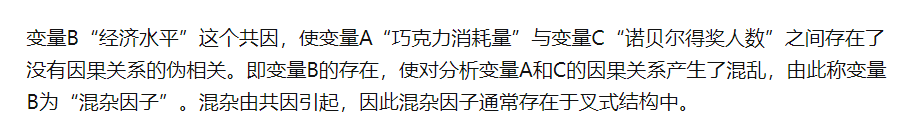 变量B“经济水平”这个共因，使变量A“巧克力消耗量”与变量C“诺贝尔得奖人数”之间存在了
没有因果关系的伪相关。即变量B的存在，使对分析变量A和C的因果关系产生了混乱，由此称变量
B为“混杂因子”。混杂由共因引起，因此混杂因子通常存在于叉式结构中。